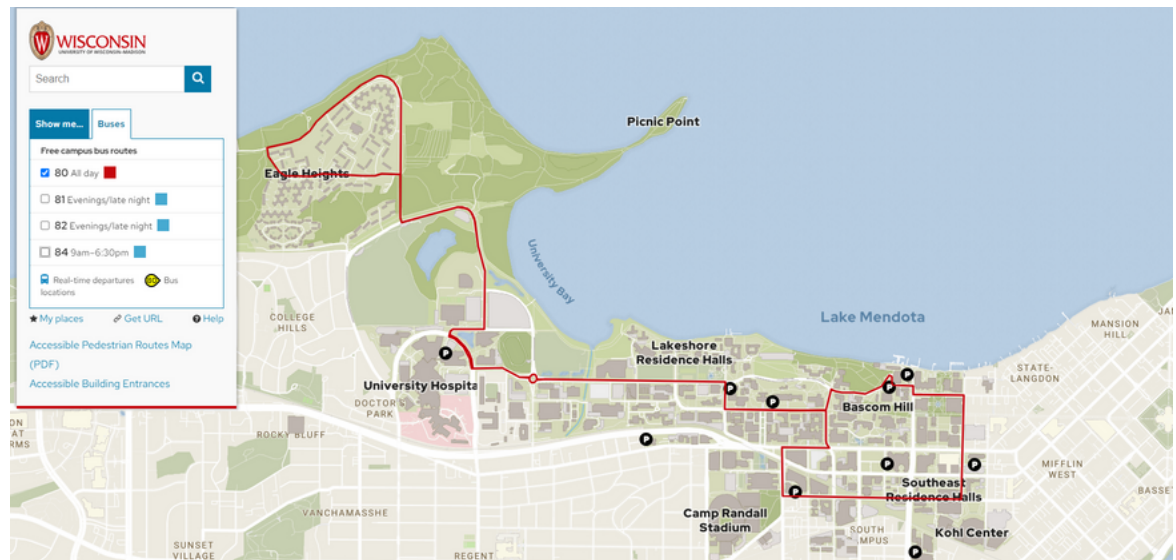 WISCONSIN
UNIVERSITY OF WISCONSIN-MADISON
Search
Show me...
Buses
Free campus bus routes
80 All day
81 Evenings/late night
82 Evenings/late night
84 9am–6:30pm
Real-time departures
Bus locations
My places
Get URL
Help
Accessible Pedestrian Routes Map
(PDF)
Accessible Building Entrances
Picnic Point
Eagle Heights
University Bay
Lake Mendota
COLLEGE
HILLS
MANSION
HILL
Lakeshore
Residence Halls
STATE-
LANGDON
University Hospita
DOCTOR'S
PARK
Bascom Hill
ROCKY BLUFF
MIFFLIN
WEST
Southeast
Residence Halls
BASSET
VANCHAMASSHE
Camp Randall
Stadium
SOUTH
MPUS
Kohl Center
SUNSET
VILLAGE
REGENT
P
P
P
P
P
P
P
P
P
P